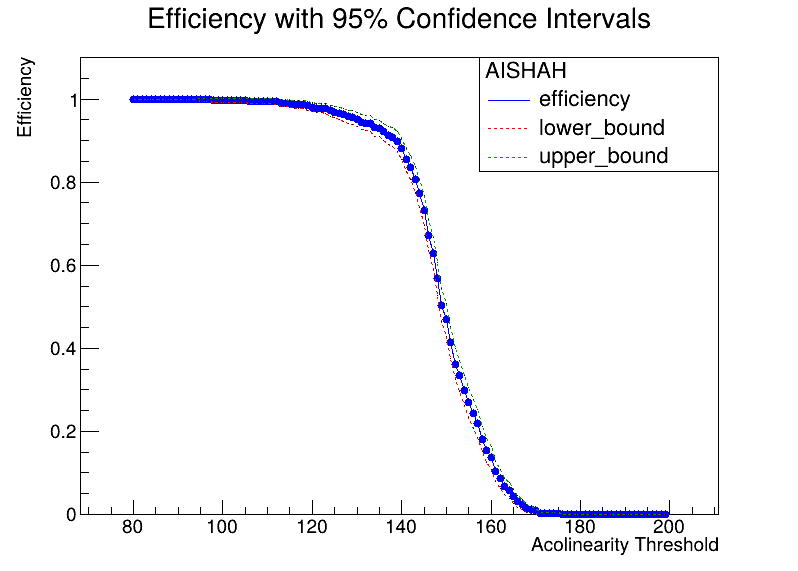 Efficiency with 95% Confidence Intervals
Efficiency
AISHAH
efficiency
lower_bound
upper_bound
1
0.8
0.6
0.4
0.2
0
80 100 120 140 160 180 200
Acolinearity Threshold